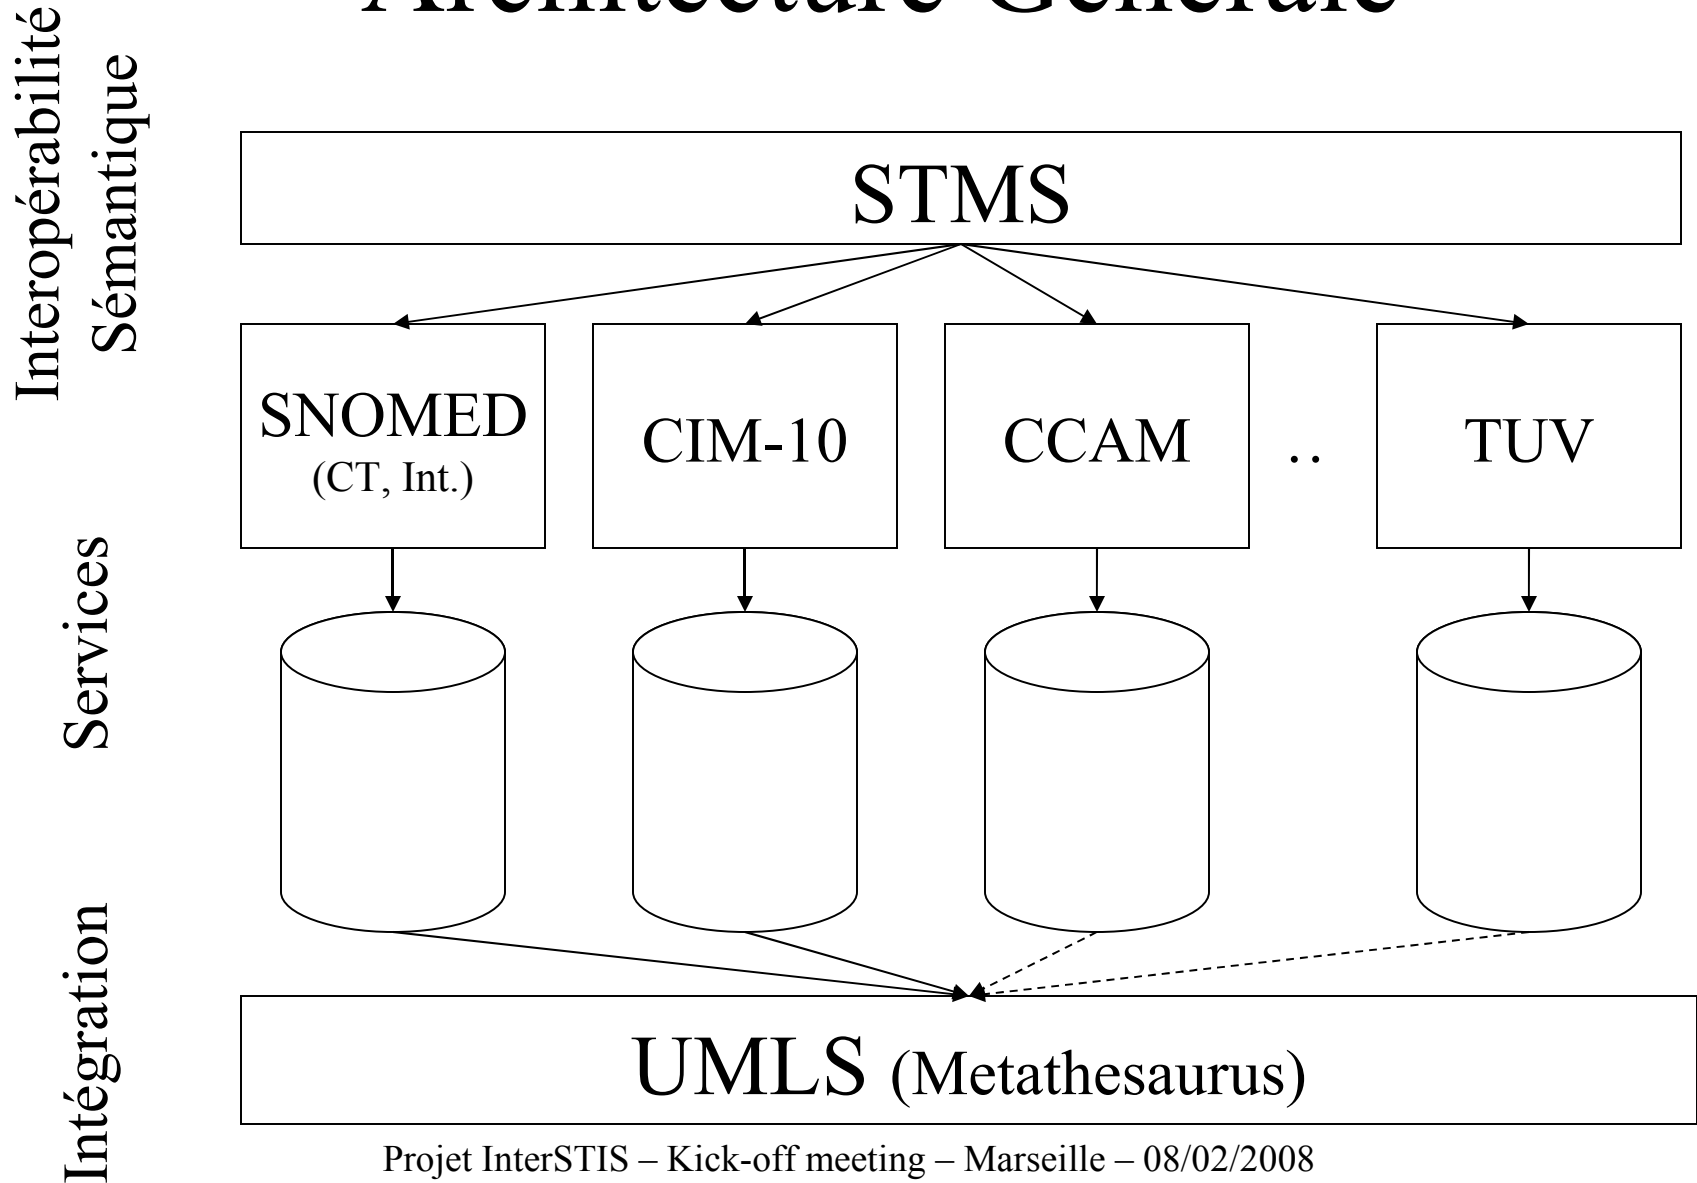 Architecture Générale
Interopérabilité
Sémantique
STMS
SNOMED
(CT, Int.)
CIM-10
CCAM
..
TUV
Services
Intégration
UMLS (Metathesaurus)
Projet InterSTIS – Kick-off meeting – Marseille – 08/02/2008